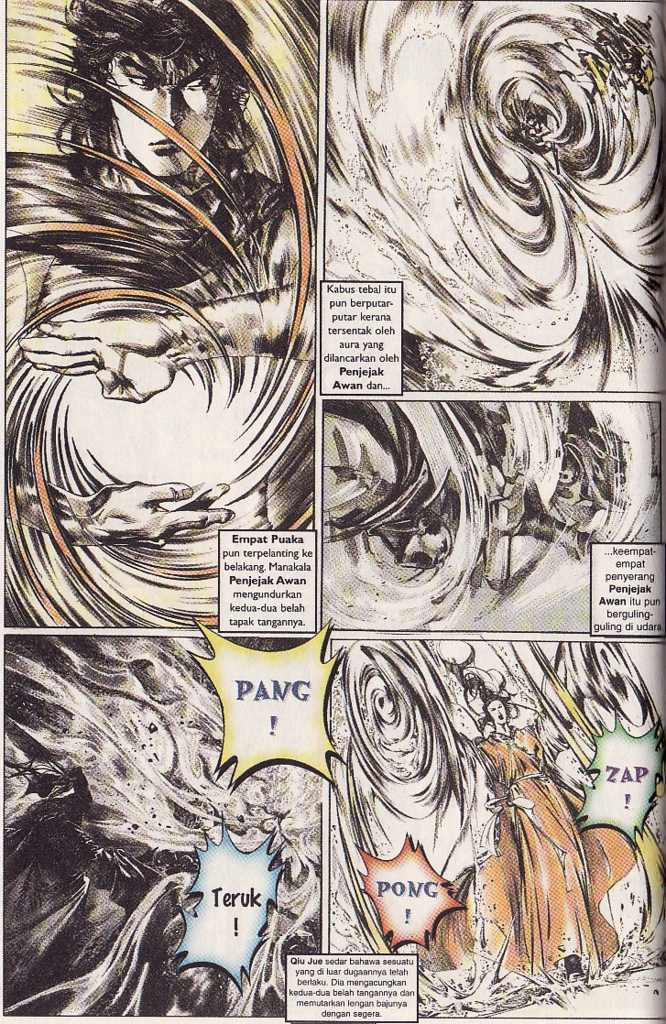 Empat Puaka
pun terpelanting ke
belakang. Manakala
Penjejak Awan
mengundurkan
kedua-dua belah
tapak tangannya.
Kabus tebal itu
pun berputar-
putar kerana
tersentak oleh
aura yang
dilancarkan oleh
Penjejak
Awan dan...
...keempat-
empat
penyerang
Penjejak
Awan itu pun
berguling-
guling di udara.
PANG
!
Teruk
!
ZAP
!
PONG
!
Qiu Jue sedar bahawa sesuatu
yang di luar dugaannya telah
berlaku. Dia mengacungkan
kedua-dua belah tangannya dan
memutarkan lengan bajunya
dengan segera.